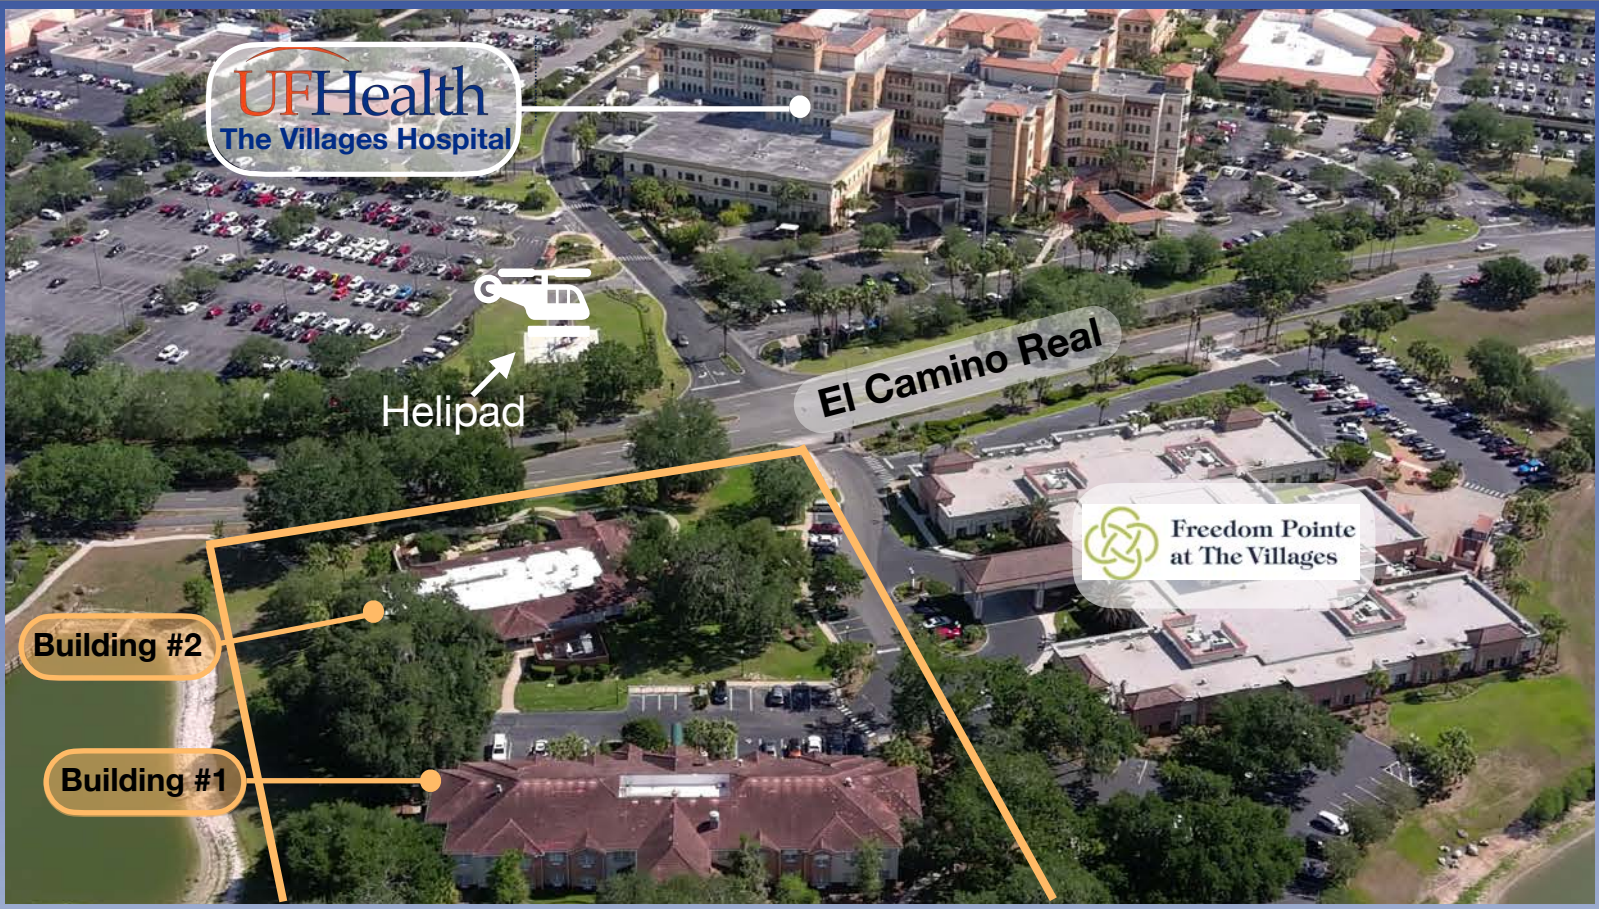 UFHealth
The Villages Hospital
El Camino Real
Helipad
Freedom Pointe
at The Villages
Building #2
Building #1